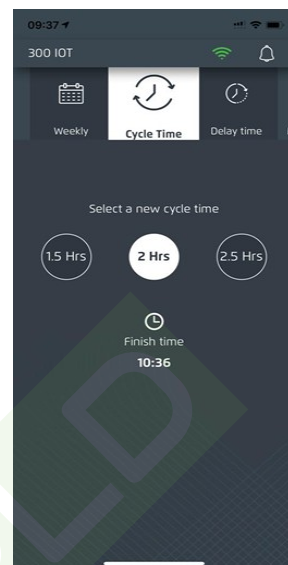 09:37
300 IOT
Weekly
Cycle Time
Delay time
Select a new cycle time
1.5 Hrs
2 Hrs
2.5 Hrs
Finish time
10:36